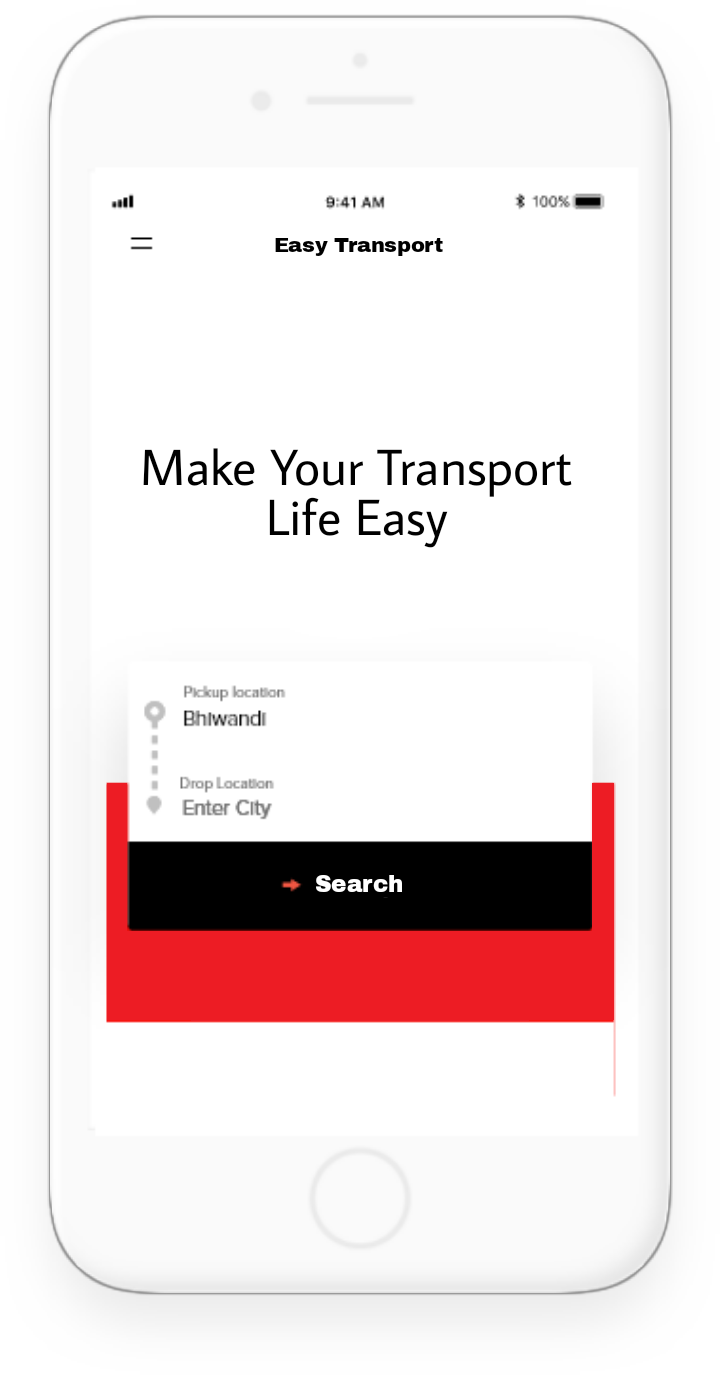 9:41 AM
100%
Easy Transport
Make Your Transport
Life Easy
Pickup location
Bhiwandi
Drop Location
Enter City
Search